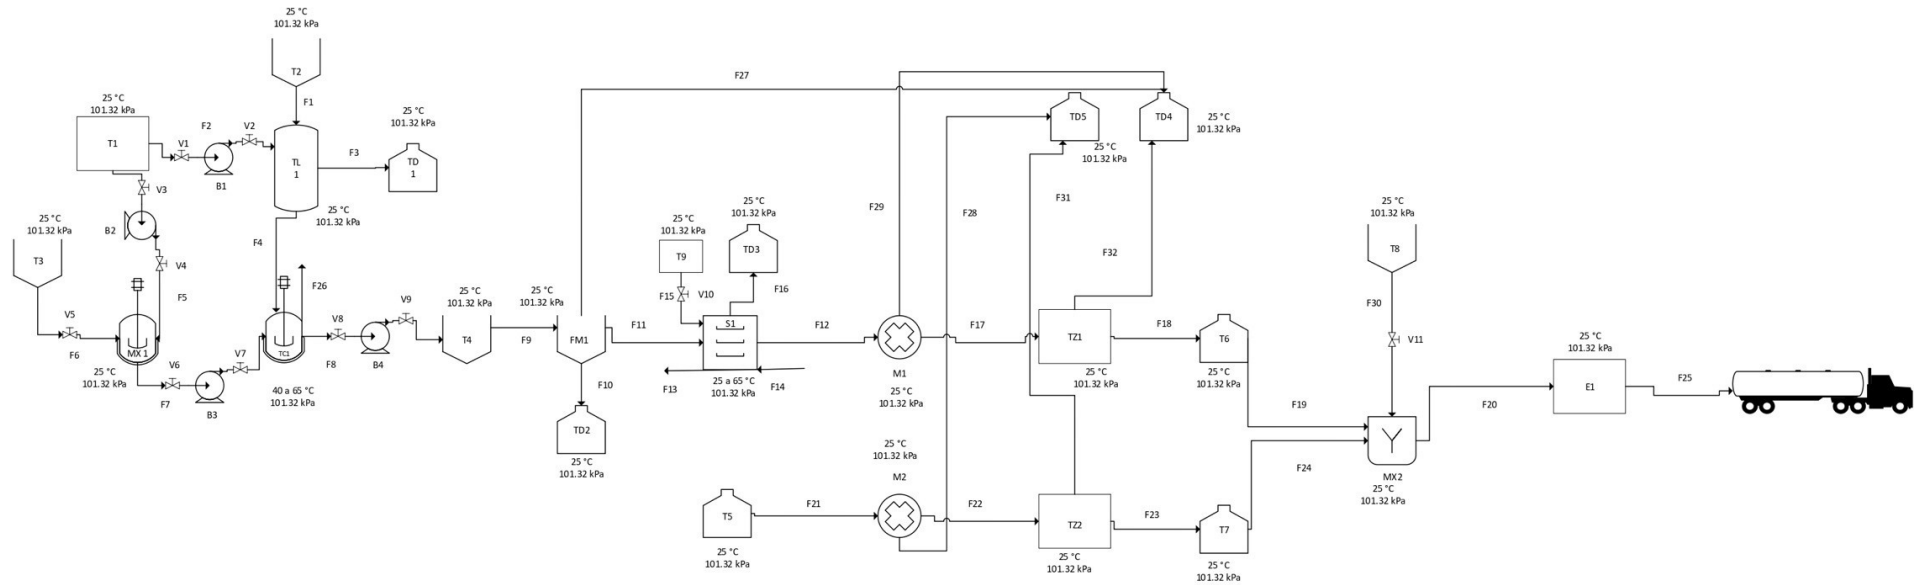 25 °C
101.32 kPa
T2
F1
25 °C
101.32 kPa
T1
V1
F2
B1
V2
TL
1
25 °C
101.32 kPa
F3
25 °C
101.32 kPa
TD
1
V3
B2
V4
F5
25 °C
101.32 kPa
T3
V5
F6
MX 1
25 °C
101.32 kPa
V6
F7
B3
V7
F4
F26
TC1
40 a 65 °C
101.32 kPa
V8
F8
B4
V9
25 °C
101.32 kPa
T4
F9
25 °C
101.32 kPa
FM1
F27
F10
TD2
25 °C
101.32 kPa
F11
25 °C
101.32 kPa
T9
F15
V10
25 °C
101.32 kPa
TD3
F16
S1
F13
25 a 65 °C
101.32 kPa
F14
F12
F29
M1
25 °C
101.32 kPa
F28
F17
TD5
25 °C
101.32 kPa
TD4
25 °C
101.32 kPa
F31
F32
TZ1
25 °C
101.32 kPa
F18
T6
25 °C
101.32 kPa
T5
25 °C
101.32 kPa
F21
25 °C
101.32 kPa
M2
F22
TZ2
25 °C
101.32 kPa
F23
T7
25 °C
101.32 kPa
F19
F24
25 °C
101.32 kPa
T8
F30
V11
MX2
25 °C
101.32 kPa
F20
25 °C
101.32 kPa
E1
F25